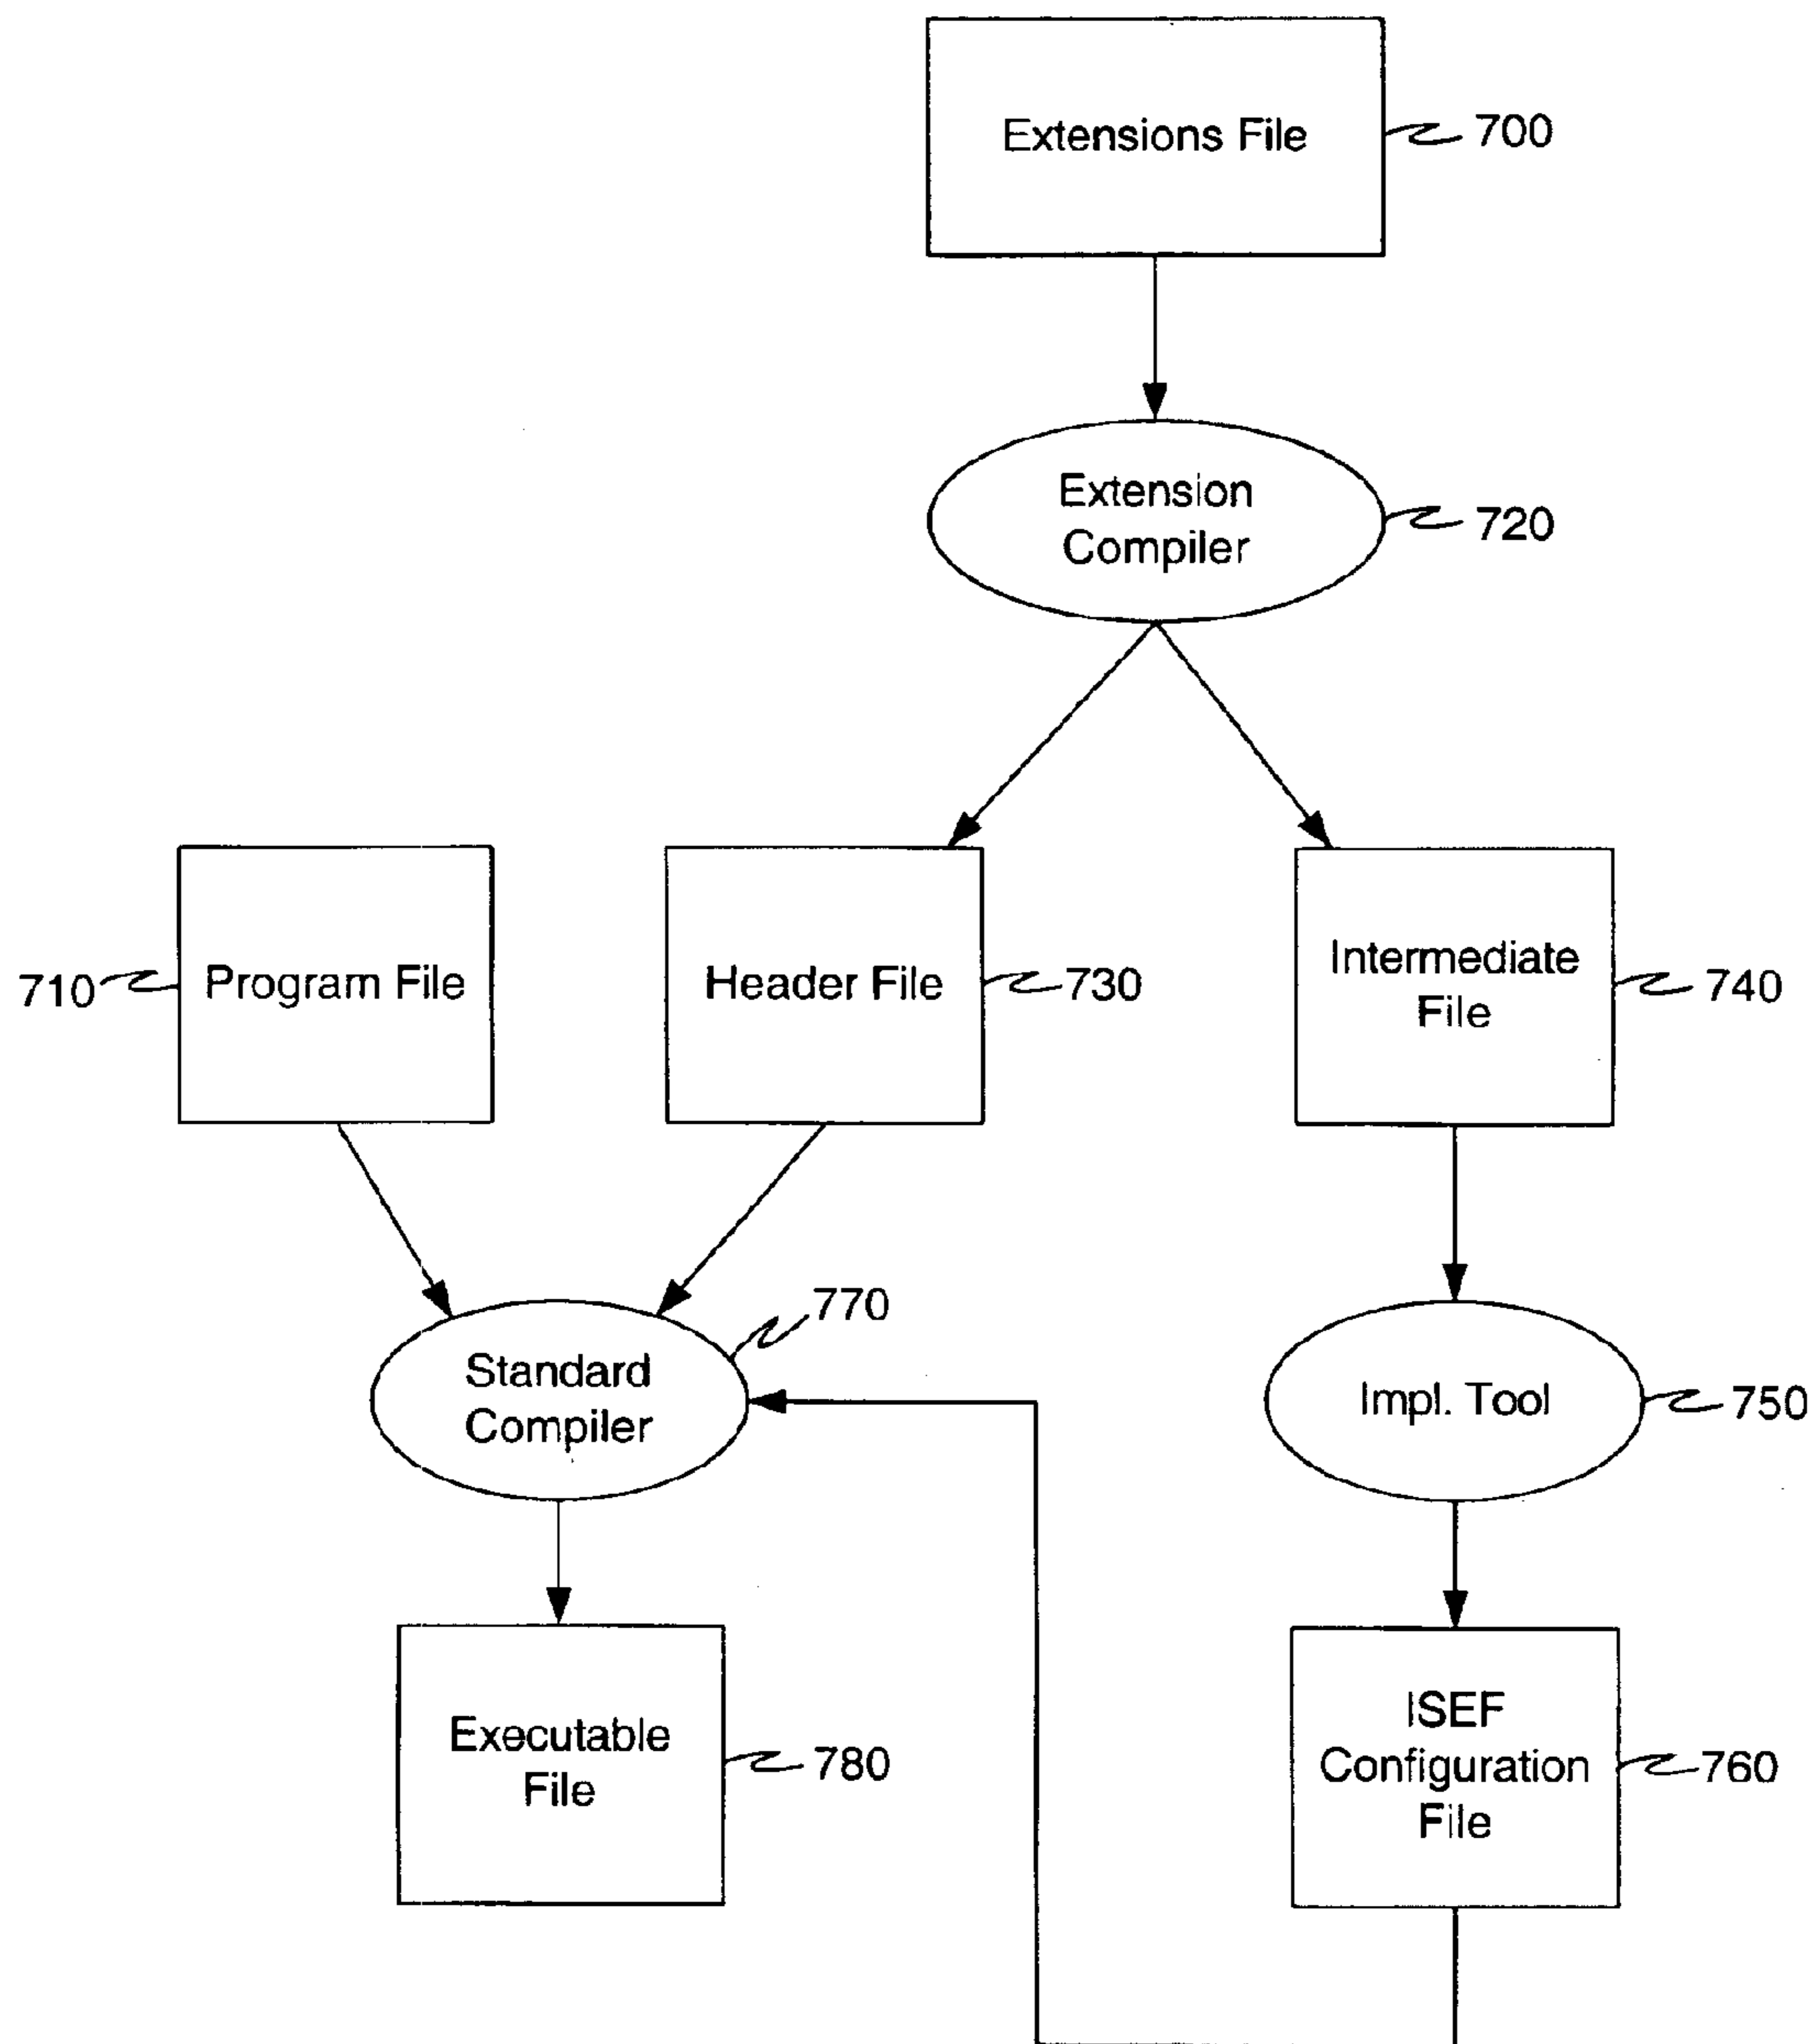 Extensions File
700
Extension
Compiler
720
710
Program File
Header File
730
Intermediate
File
740
770
Standard
Compiler
Impl. Tool
750
Executable
File
780
ISEF
Configuration
File
760